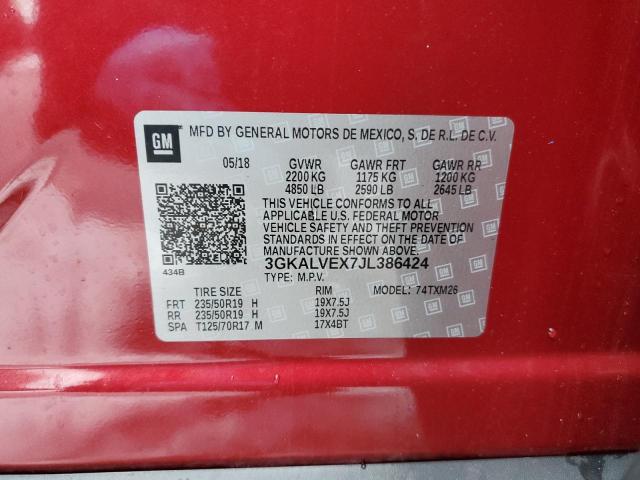 GM MFD BY GENERAL MOTORS DE MEXICO, S. DE R.L. DE C.V.
05/18 GVWR GAWR FRT GAWR RR
2200 KG 1175 KG 1200 KG
4850 LB 2590 LB 2645 LB
THIS VEHICLE CONFORMS TO ALL
APPLICABLE U.S. FEDERAL MOTOR
VEHICLE SAFETY AND THEFT PREVENTION
STANDARDS IN EFFECT ON THE DATE OF
MANUFACTURE SHOWN ABOVE.
434B 3GKALVEX7JL386424
TYPE: M.P.V. MODEL: 74TXM26
TIRE SIZE RIM
FRT 235/50R19 H 19X7.5J
RR 235/50R19 H 19X7.5J
SPA T125/70R17 M 17X4BT